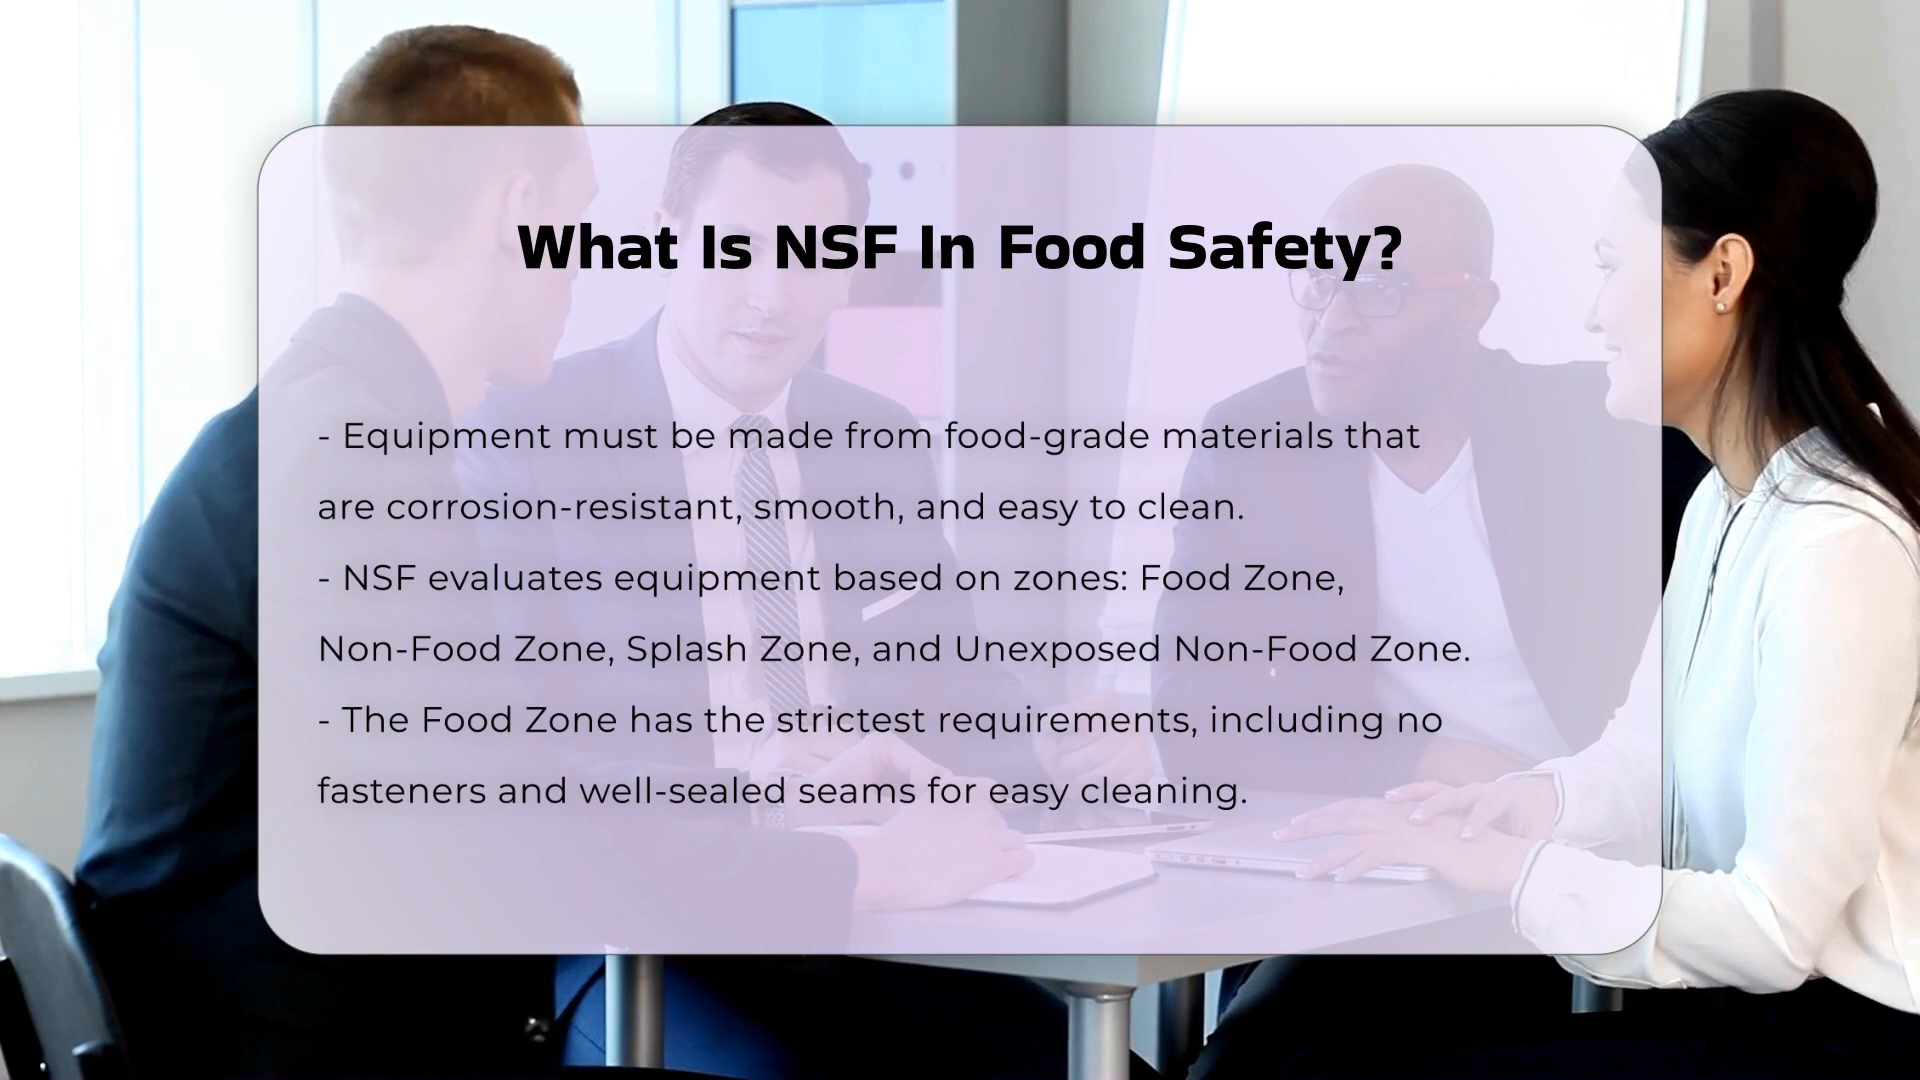 What Is NSF In Food Safety?
- Equipment must be made from food-grade materials that
are corrosion-resistant, smooth, and easy to clean.
- NSF evaluates equipment based on zones: Food Zone,
Non-Food Zone, Splash Zone, and Unexposed Non-Food Zone.
- The Food Zone has the strictest requirements, including no
fasteners and well-sealed seams for easy cleaning.